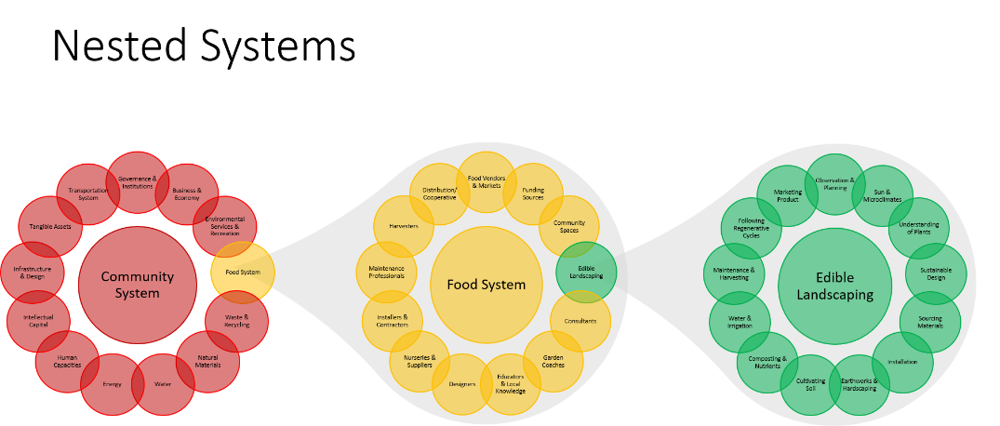 Nested Systems
Governance &
Institutions
Business &
Economy
Environmental
Services &
Recreation
Food System
Waste &
Recycling
Natural
Materials
Water
Energy
Human
Capacities
Intellectual
Capital
Infrastructure
& Design
Tangible Assets
Transportation
System
Community
System
Food Vendors
& Markets
Funding
Sources
Community
Spaces
Edible
Landscaping
Consultants
Garden
Coaches
Educators
& Local
Knowledge
Designers
Nurseries &
Suppliers
Installers &
Contractors
Maintenance
Professionals
Harvesters
Distribution/
Cooperative
Food System
Observation &
Planning
Sun &
Microclimates
Understanding
of Plants
Sustainable
Design
Sourcing
Materials
Installation
Earthworks &
Hardscaping
Cultivating
Soil
Composting &
Nutrients
Water &
Irrigation
Maintenance &
Harvesting
Following
Regenerative
Cycles
Marketing
Product
Edible
Landscaping